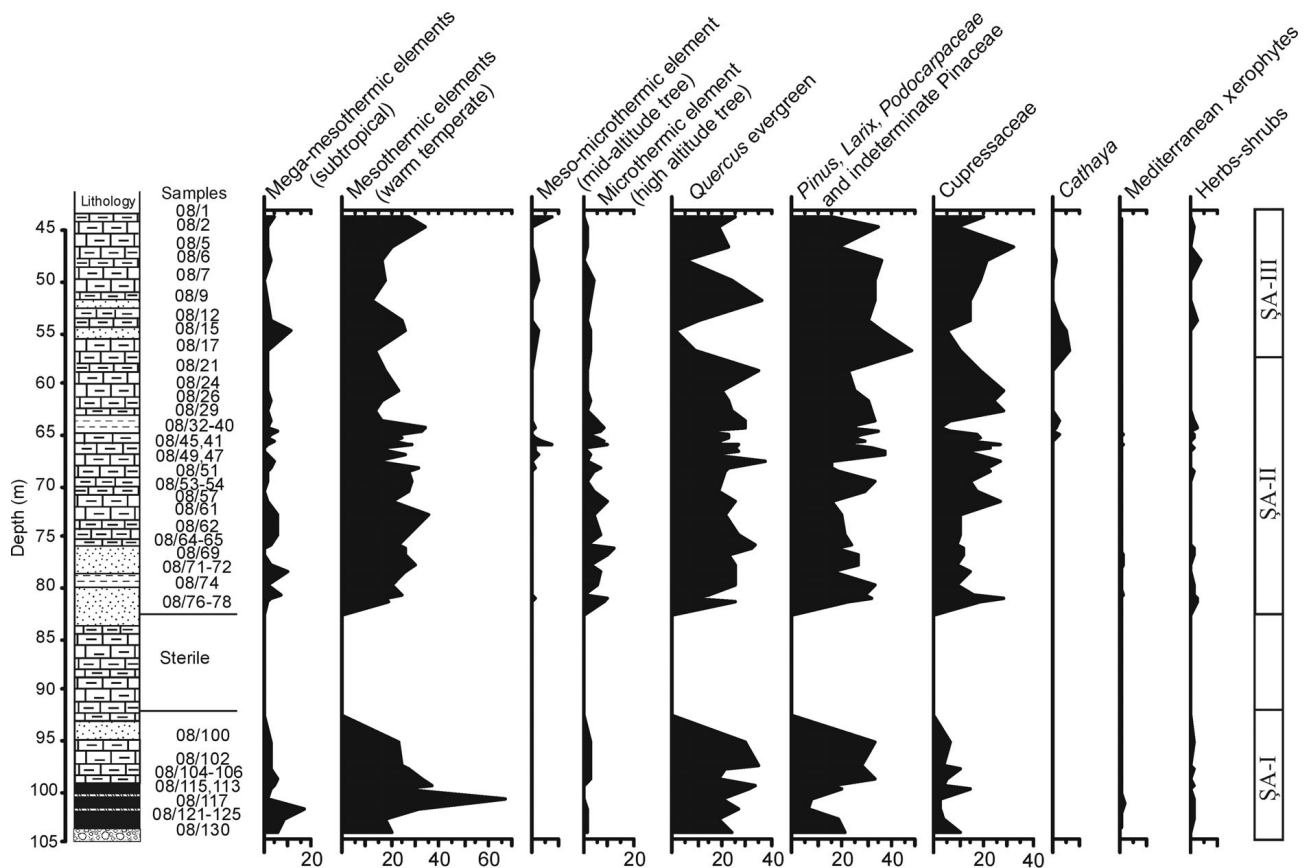 Mega-mesothermic elements
(subtropical)
Mesothermic elements
(warm temperate)
Meso-microthermic element
(mid-altitude tree)
Microthermic element
(high altitude tree)
Quercus evergreen
Pinus, Larix, Podocarpaceae
and indeterminate Pinaceae
Cupressaceae
Cathaya
Mediterranean xerophytes
Herbs-shrubs
Lithology
Samples
Depth (m)
45
50
55
60
65
70
75
80
85
90
95
100
105
08/1
08/2
08/5
08/6
08/7
08/9
08/12
08/15
08/17
08/21
08/24
08/26
08/29
08/32-40
08/45,41
08/49,47
08/51
08/53-54
08/57
08/61
08/62
08/64-65
08/69
08/71-72
08/74
08/76-78
Sterile
08/100
08/102
08/104-106
08/115,113
08/117
08/121-125
08/130
20
20 40 60
20
20 40
20 40
20 40
20
ŞA-III
ŞA-II
ŞA-I